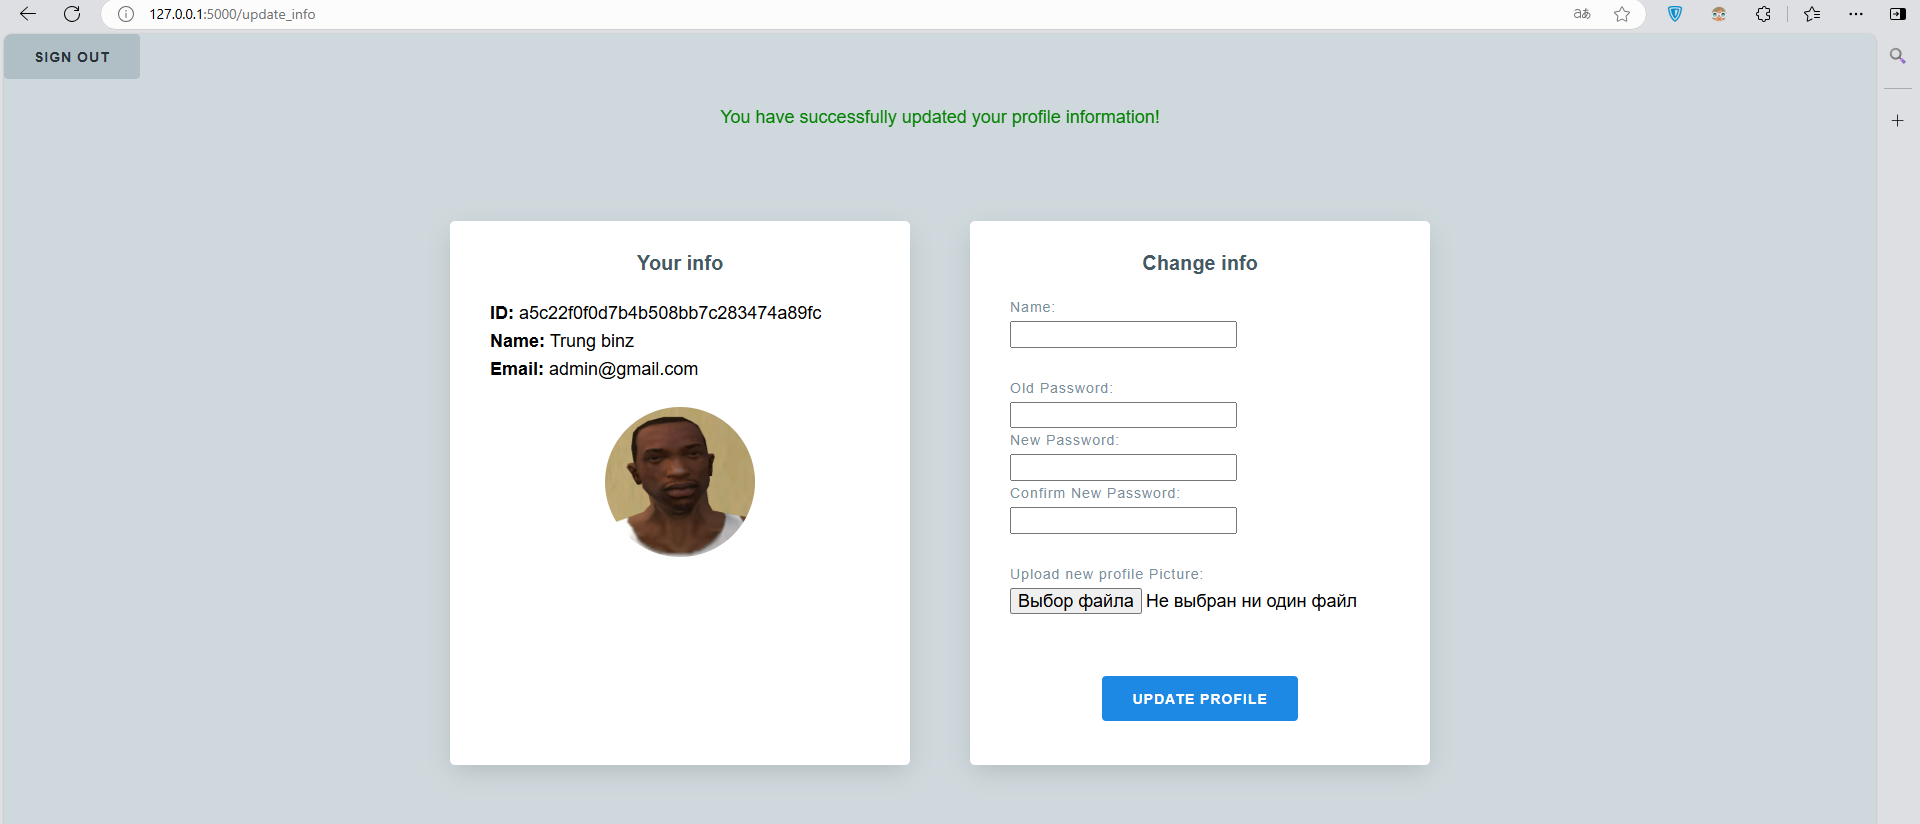 127.0.0.1:5000/update_info
SIGN OUT
You have successfully updated your profile information!
Your info
ID: a5c22f0f0d7b4b508bb7c283474a89fc
Name: Trung binz
Email: admin@gmail.com
Change info
Name:
Old Password:
New Password:
Confirm New Password:
Upload new profile Picture:
Выбор файла Не выбран ни один файл
UPDATE PROFILE